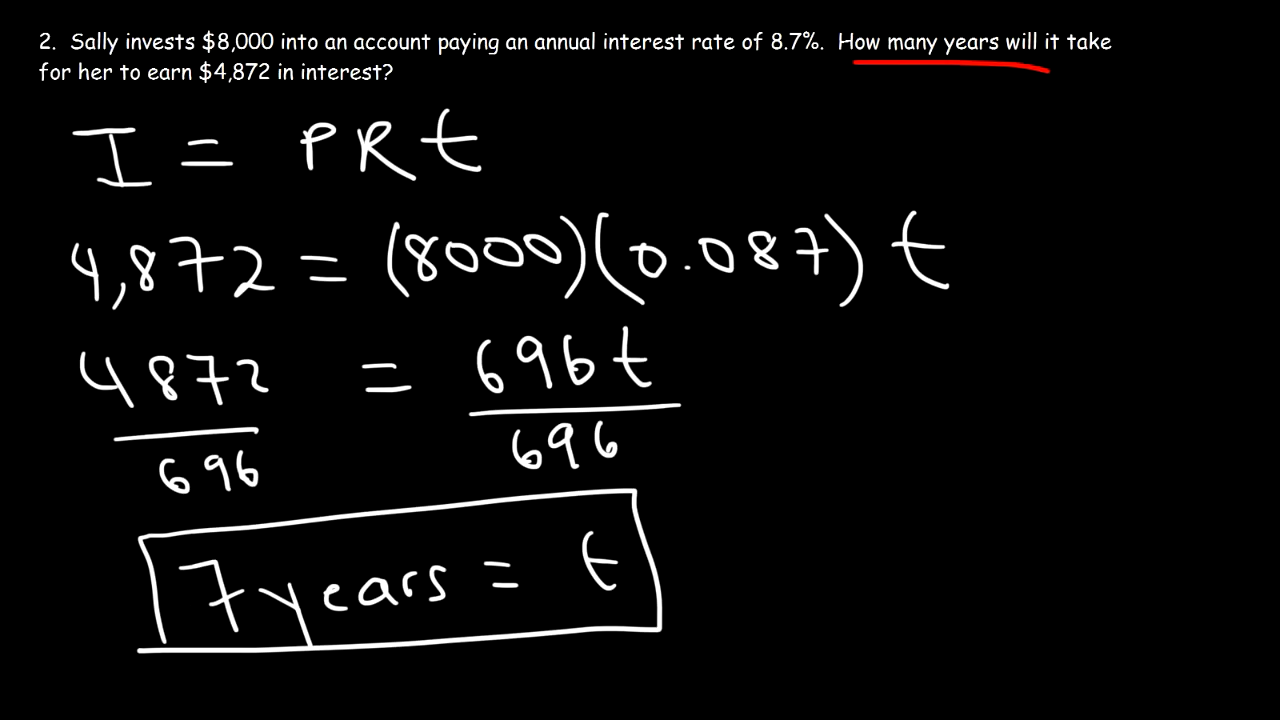 2. Sally invests $8,000 into an account paying an annual interest rate of 8.7%. How many years will it take
for her to earn $4,872 in interest?
I = PRt
4,872 = (8000)(0.087) t
4872 = 696t
696 696
7 years = t